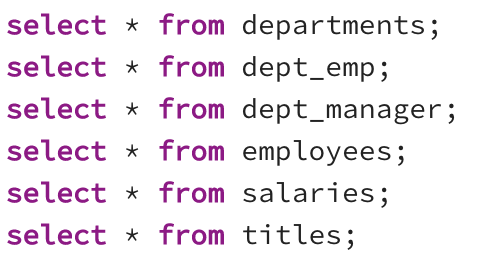 select * from departments;
select * from dept_emp;
select * from dept_manager;
select * from employees;
select * from salaries;
select * from titles;